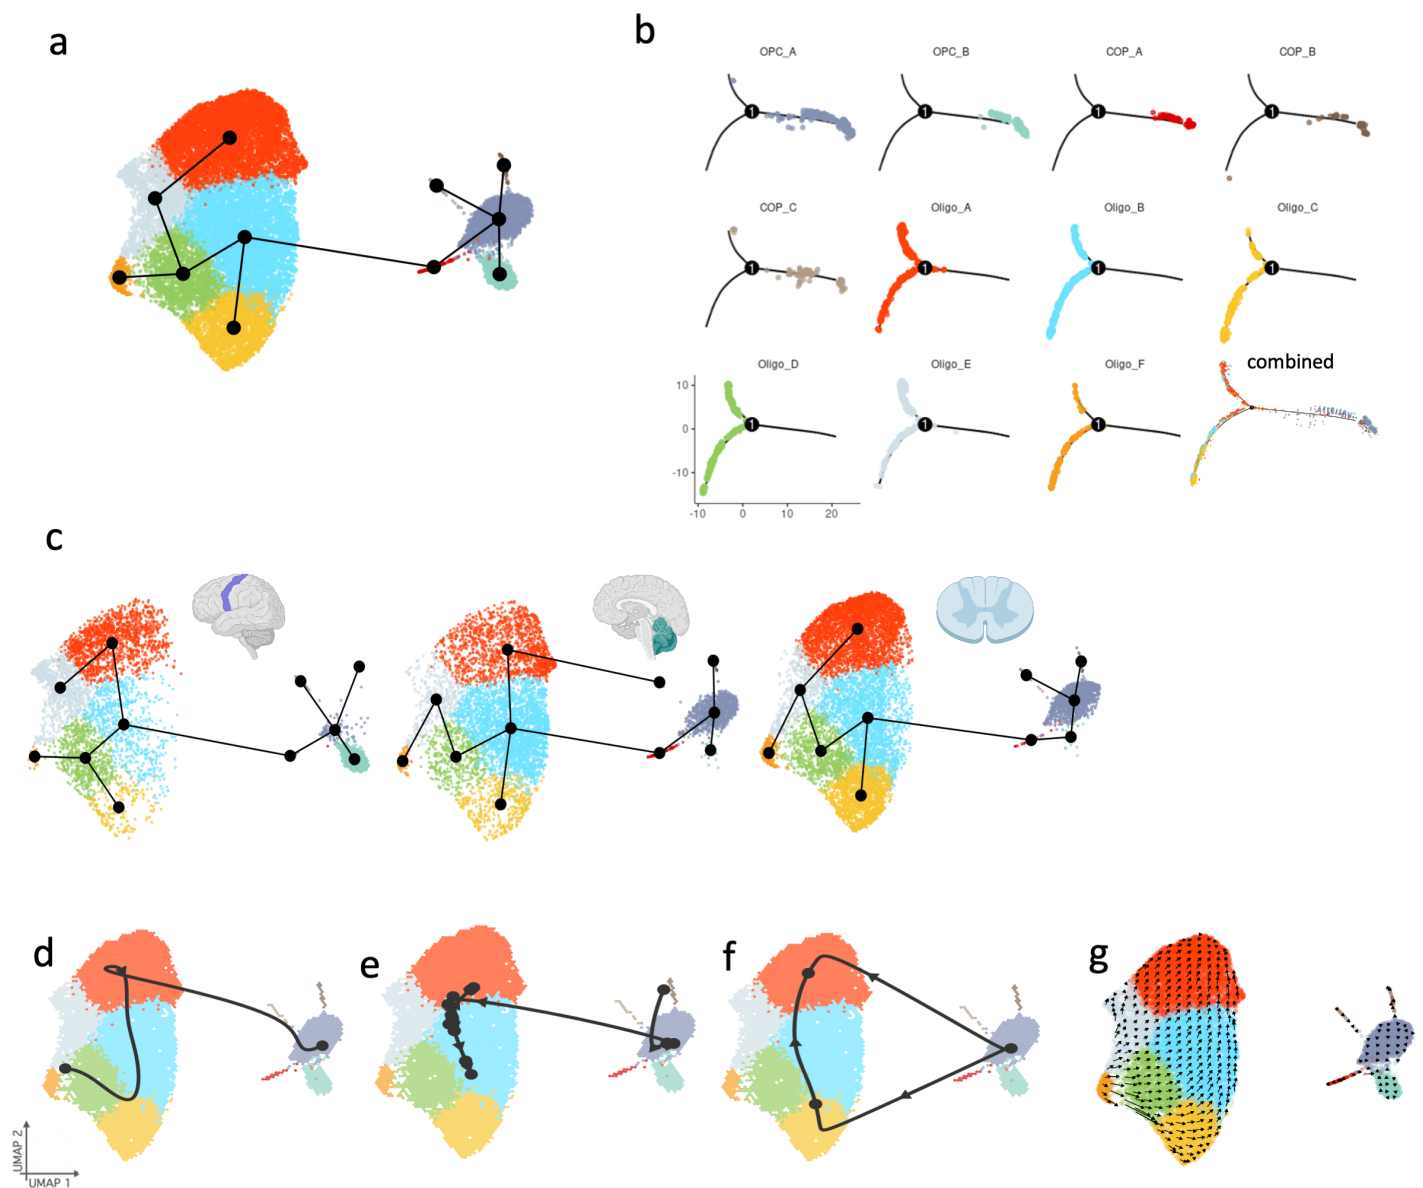 a
b
OPC_A
OPC_B
COP_A
COP_B
1
1
1
1
COP_C
Oligo_A
Oligo_B
Oligo_C
1
1
1
1
Oligo_D
Oligo_E
Oligo_F
combined
10
0
-10
1
1
1
-10
0
10
20
c
d
e
f
g
UMAP 2
UMAP 1